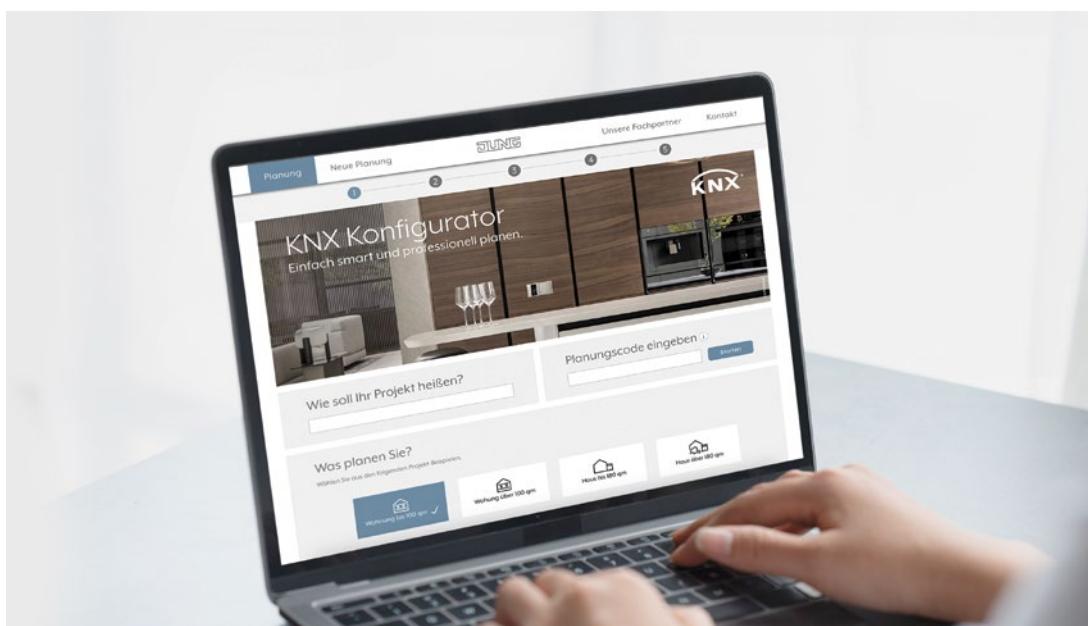 Planung
Neue Planung
JUNG
Unsere Fachpartner
Kontakt
1
2
3
4
5
KNX Konfigurator
Einfach smart und professionell planen.
KNX
Wie soll Ihr Projekt heißen?
Planungscode eingeben
i
Starten
Was planen Sie?
Wählen Sie aus den folgenden Projekt Beispielen.
Wohnung bis 100 qm
Wohnung über 100 qm
Haus bis 180 qm
Haus über 180 qm